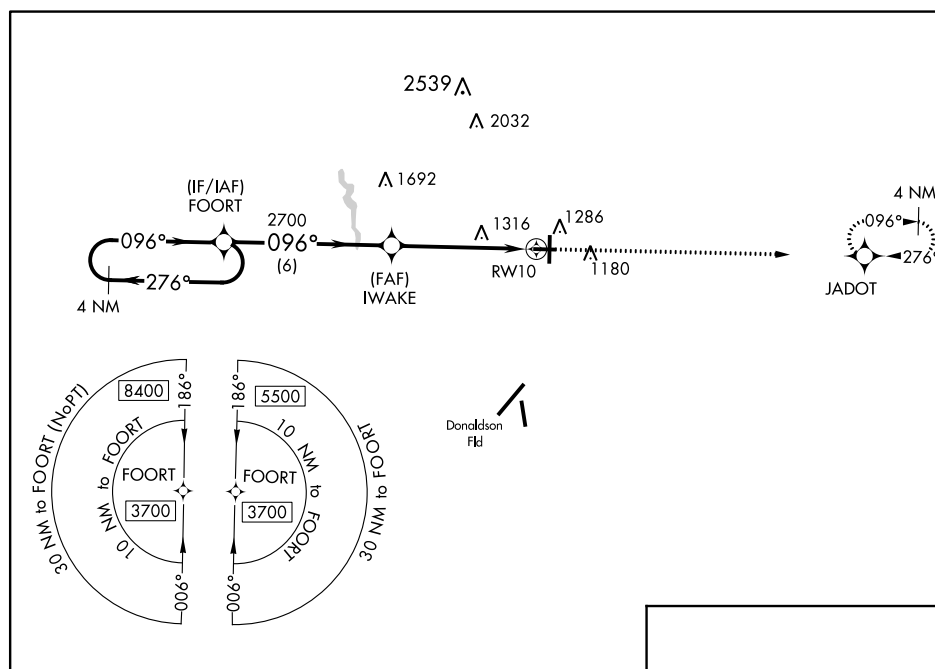 2539
2032
1692
(IF/IAF)
FOORT
2700
096°
096°
(6)
276°
4 NM
(FAF)
IWAKE
1316
1286
RW10
1180
4 NM
096°
276°
JADOT
Donaldson
Fld
30 NM to FOORT (NoPT)
8400
186°
10 NM to FOORT
FOORT
3700
006°
5500
186°
10 NM to FOORT
FOORT
3700
006°
30 NM to FOORT